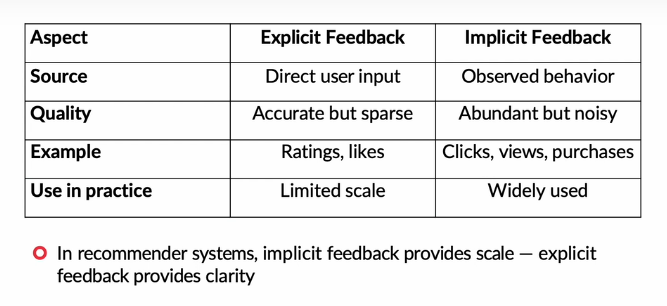 Aspect Explicit Feedback Implicit Feedback
Source Direct user input Observed behavior
Quality Accurate but sparse Abundant but noisy
Example Ratings, likes Clicks, views, purchases
Use in practice Limited scale Widely used
In recommender systems, implicit feedback provides scale — explicit
feedback provides clarity